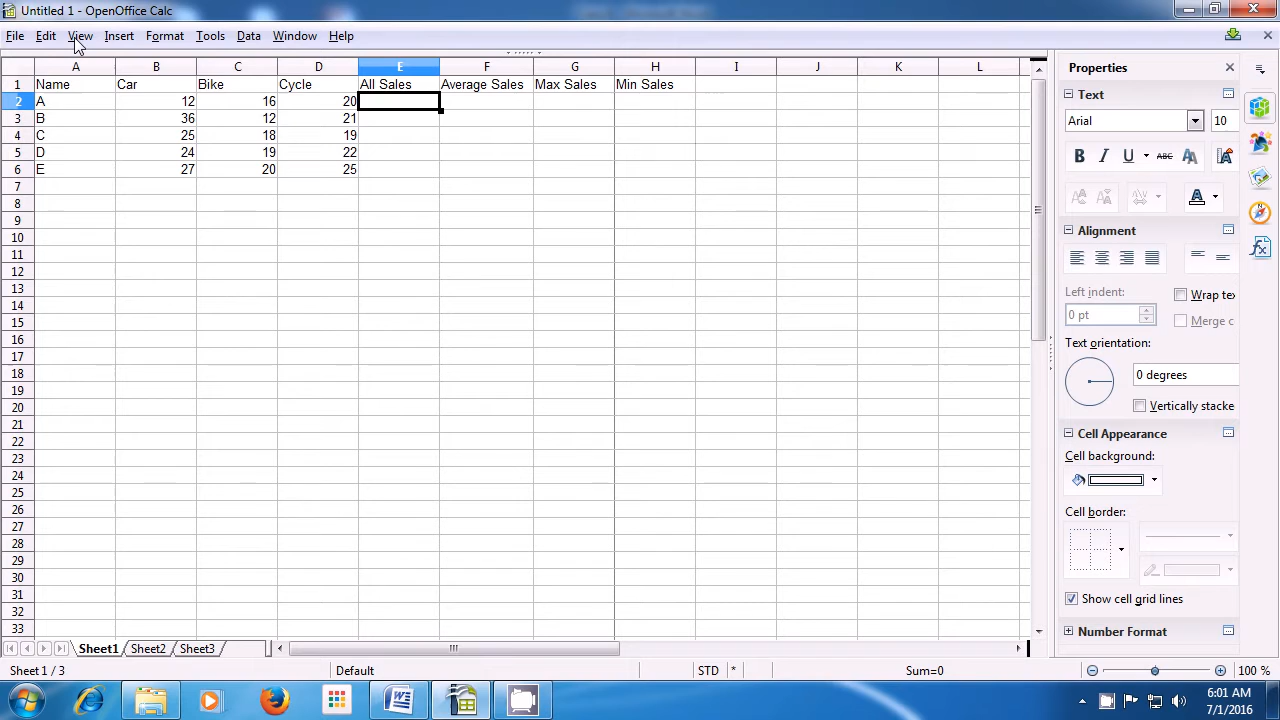 Untitled 1 - OpenOffice Calc
File Edit View Insert Format Tools Data Window Help
A B C D E F G H I J K L
1 Name Car Bike Cycle All Sales Average Sales Max Sales Min Sales
2 A 12 16 20
3 B 36 12 21
4 C 25 18 19
5 D 24 19 22
6 E 27 20 25
7
8
9
10
11
12
13
14
15
16
17
18
19
20
21
22
23
24
25
26
27
28
29
30
31
32
33
Properties
Text
Arial 10
B I U ABC
Alignment
Left indent:
Wrap te
0 pt
Merge c
Text orientation:
0 degrees
Vertically stacke
Cell Appearance
Cell background:
Cell border:
Show cell grid lines
Number Format
Sheet1 Sheet2 Sheet3
Sheet 1 / 3 Default STD * Sum=0 100 %
6:01 AM
7/1/2016